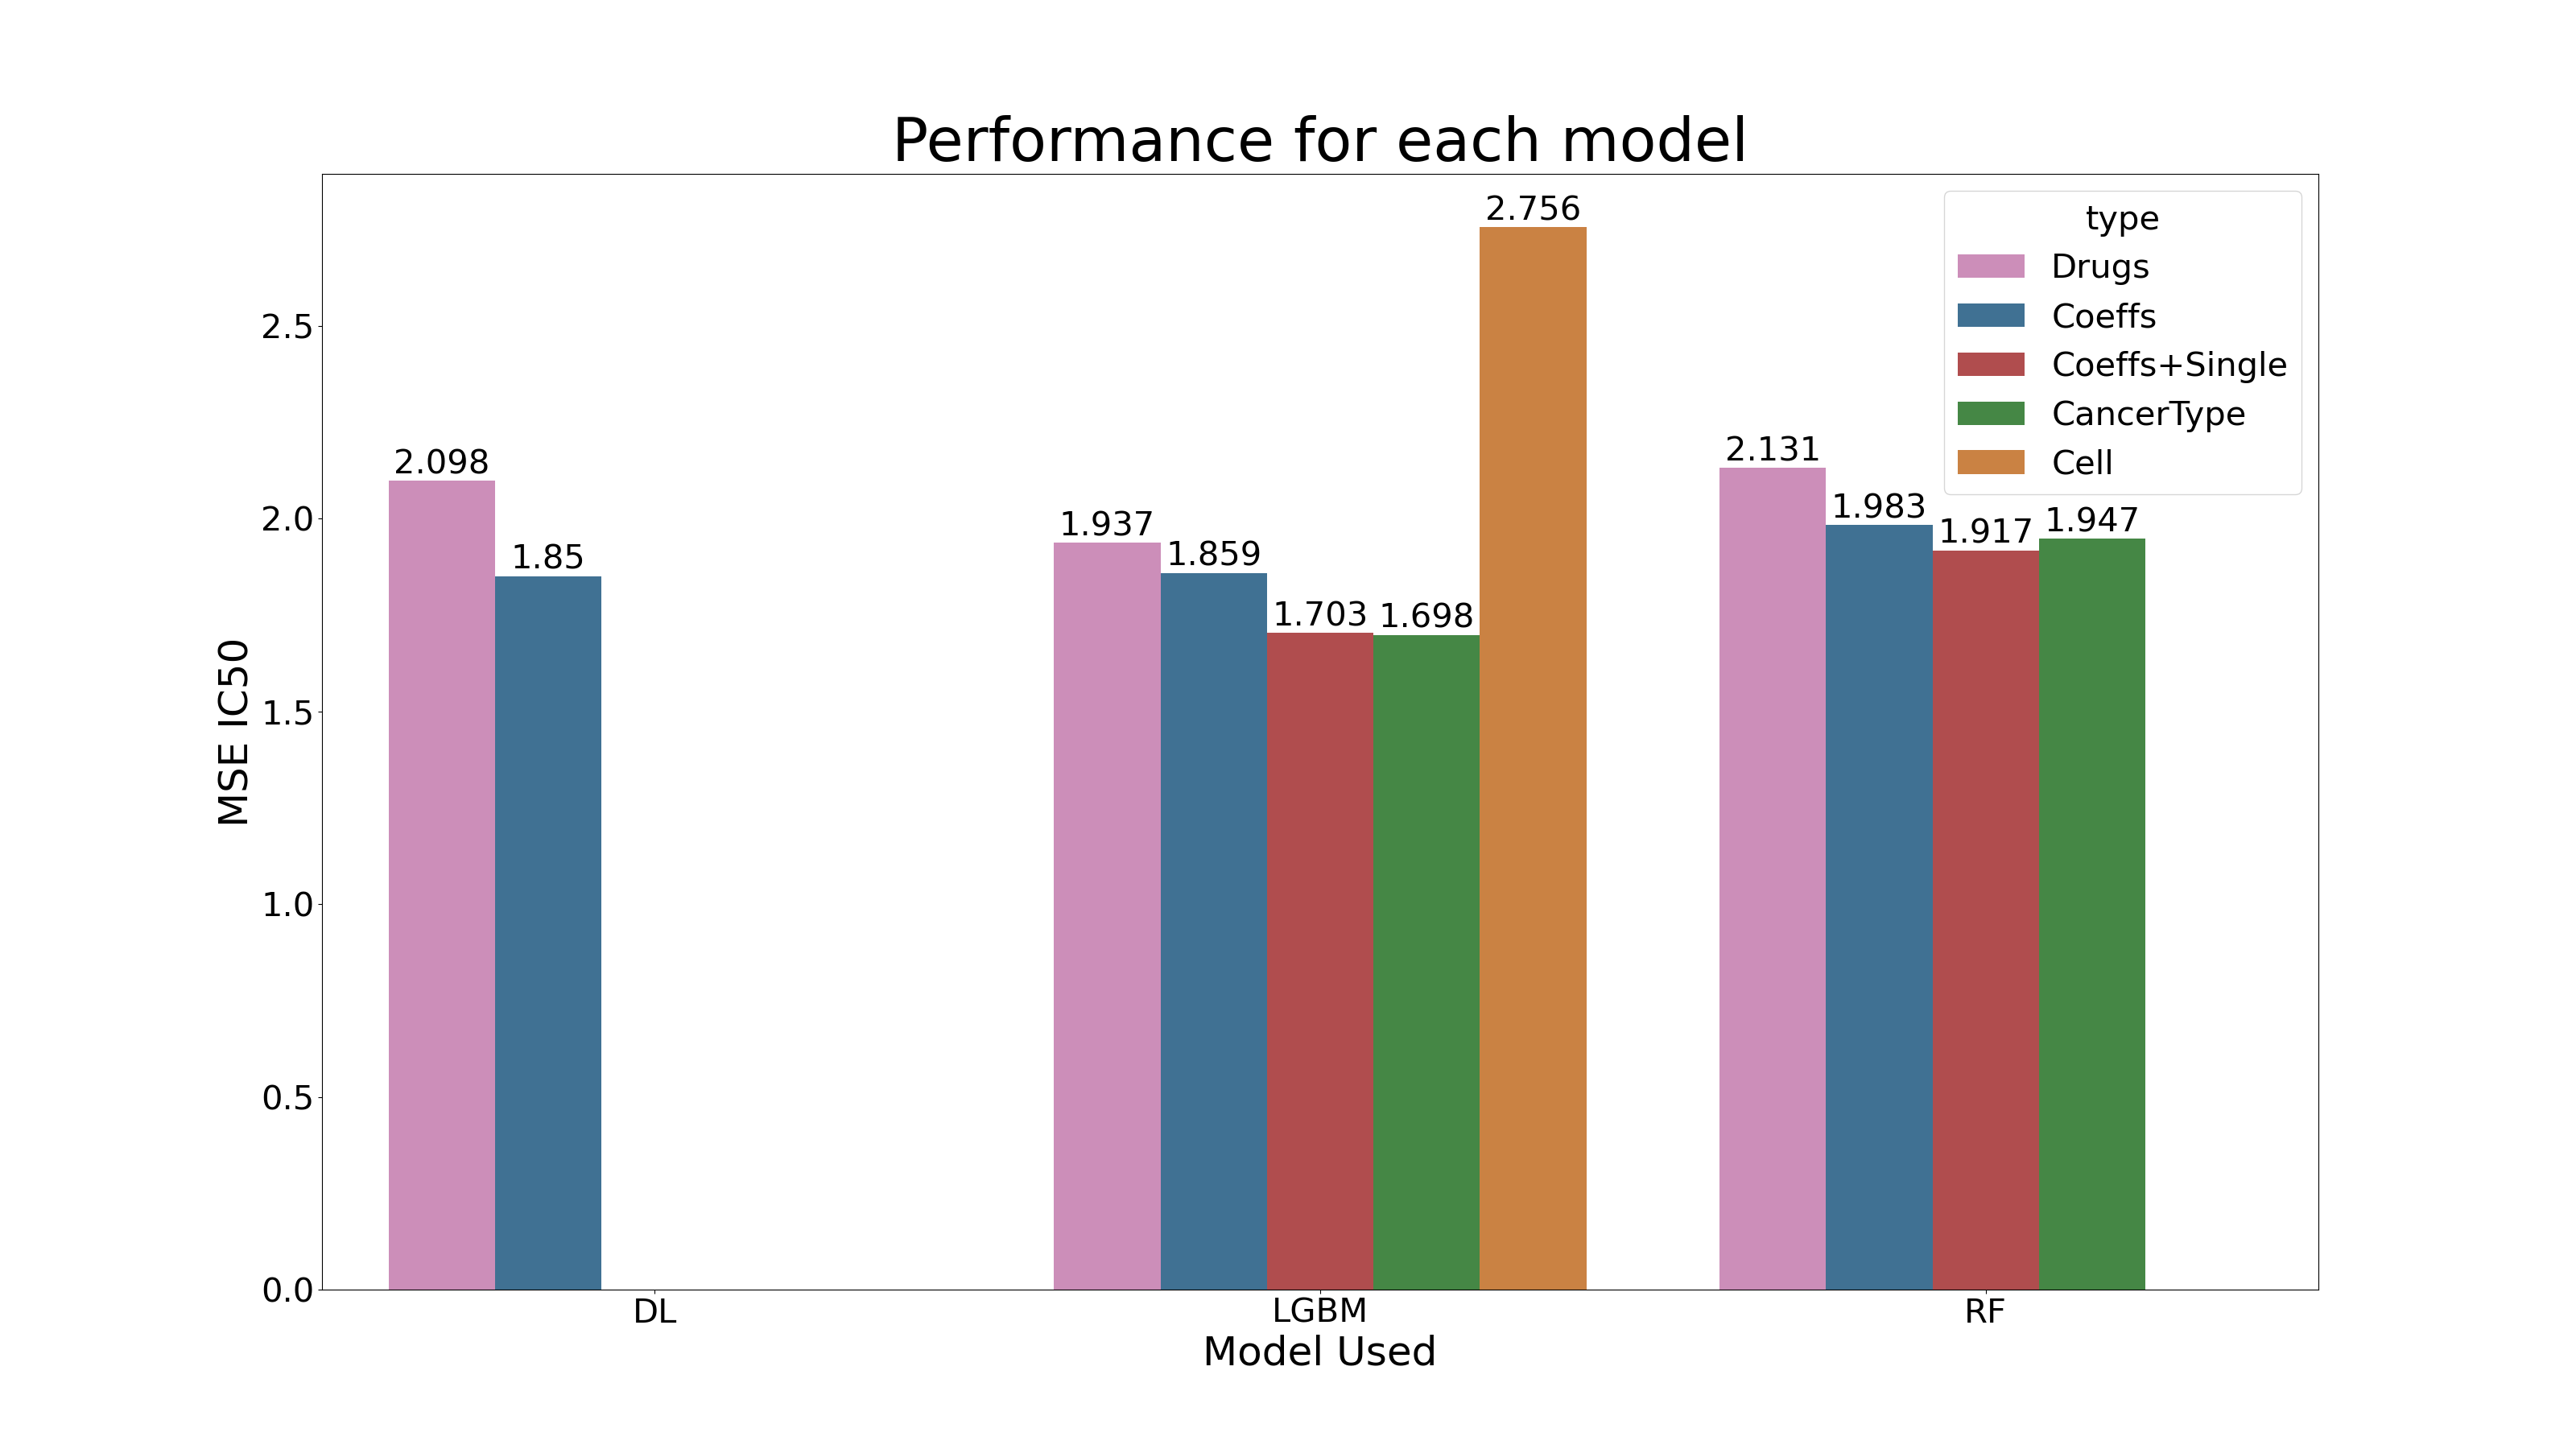 Performance for each model
MSE IC50
2.5
2.0
1.5
1.0
0.5
0.0
2.098
1.85
1.937
1.859
1.703
1.698
2.756
2.131
1.983
1.917
1.947
type
Drugs
Coeffs
Coeffs+Single
CancerType
Cell
DL
LGBM
RF
Model Used